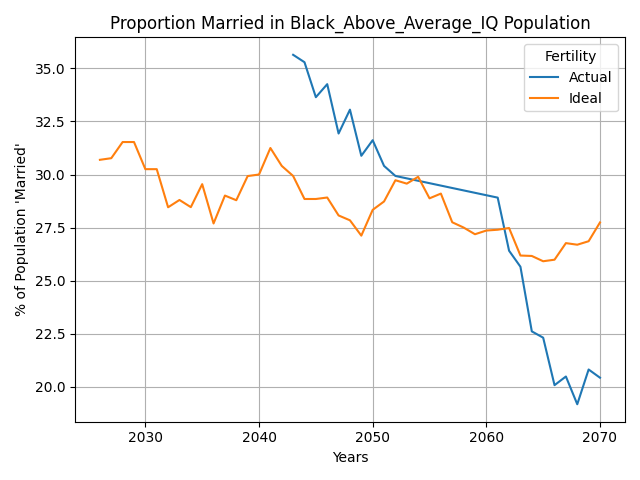 Proportion Married in Black_Above_Average_IQ Population
Fertility
Actual
Ideal
% of Population 'Married'
35.0
32.5
30.0
27.5
25.0
22.5
20.0
2030
2040
2050
2060
2070
Years